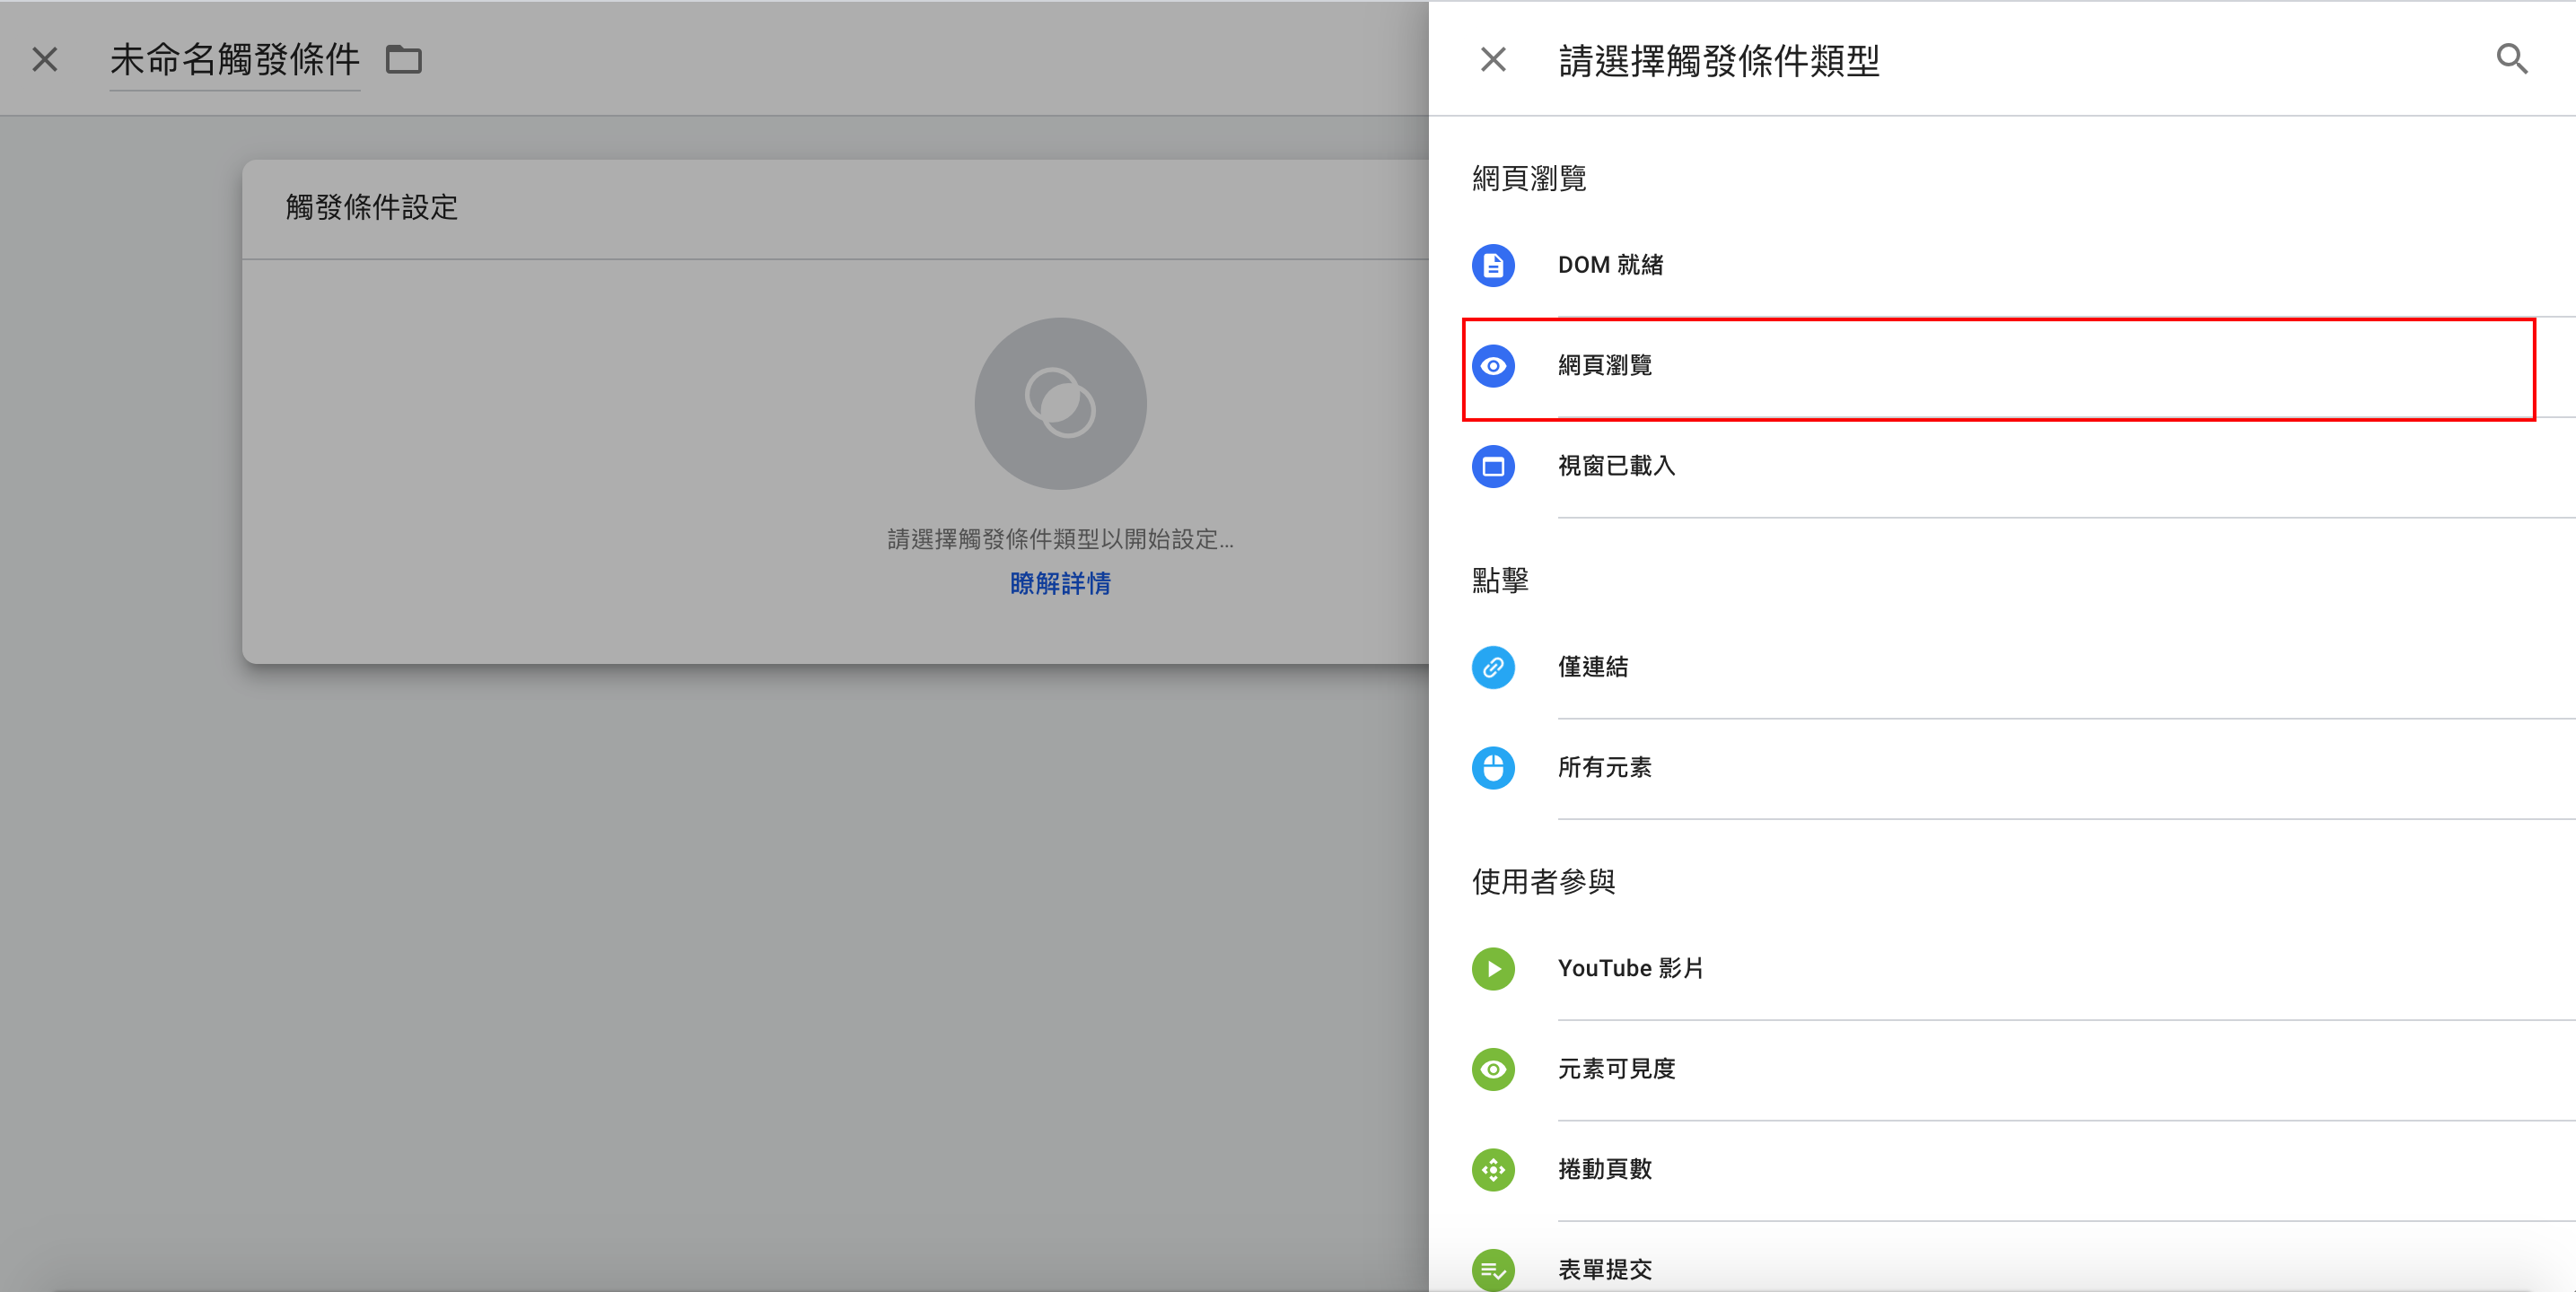 未命名觸發條件
觸發條件設定
請選擇觸發條件類型以開始設定...
瞭解詳情
請選擇觸發條件類型
網頁瀏覽
DOM 就緒
網頁瀏覽
視窗已載入
點擊
僅連結
所有元素
使用者參與
YouTube 影片
元素可見度
捲動頁數
表單提交